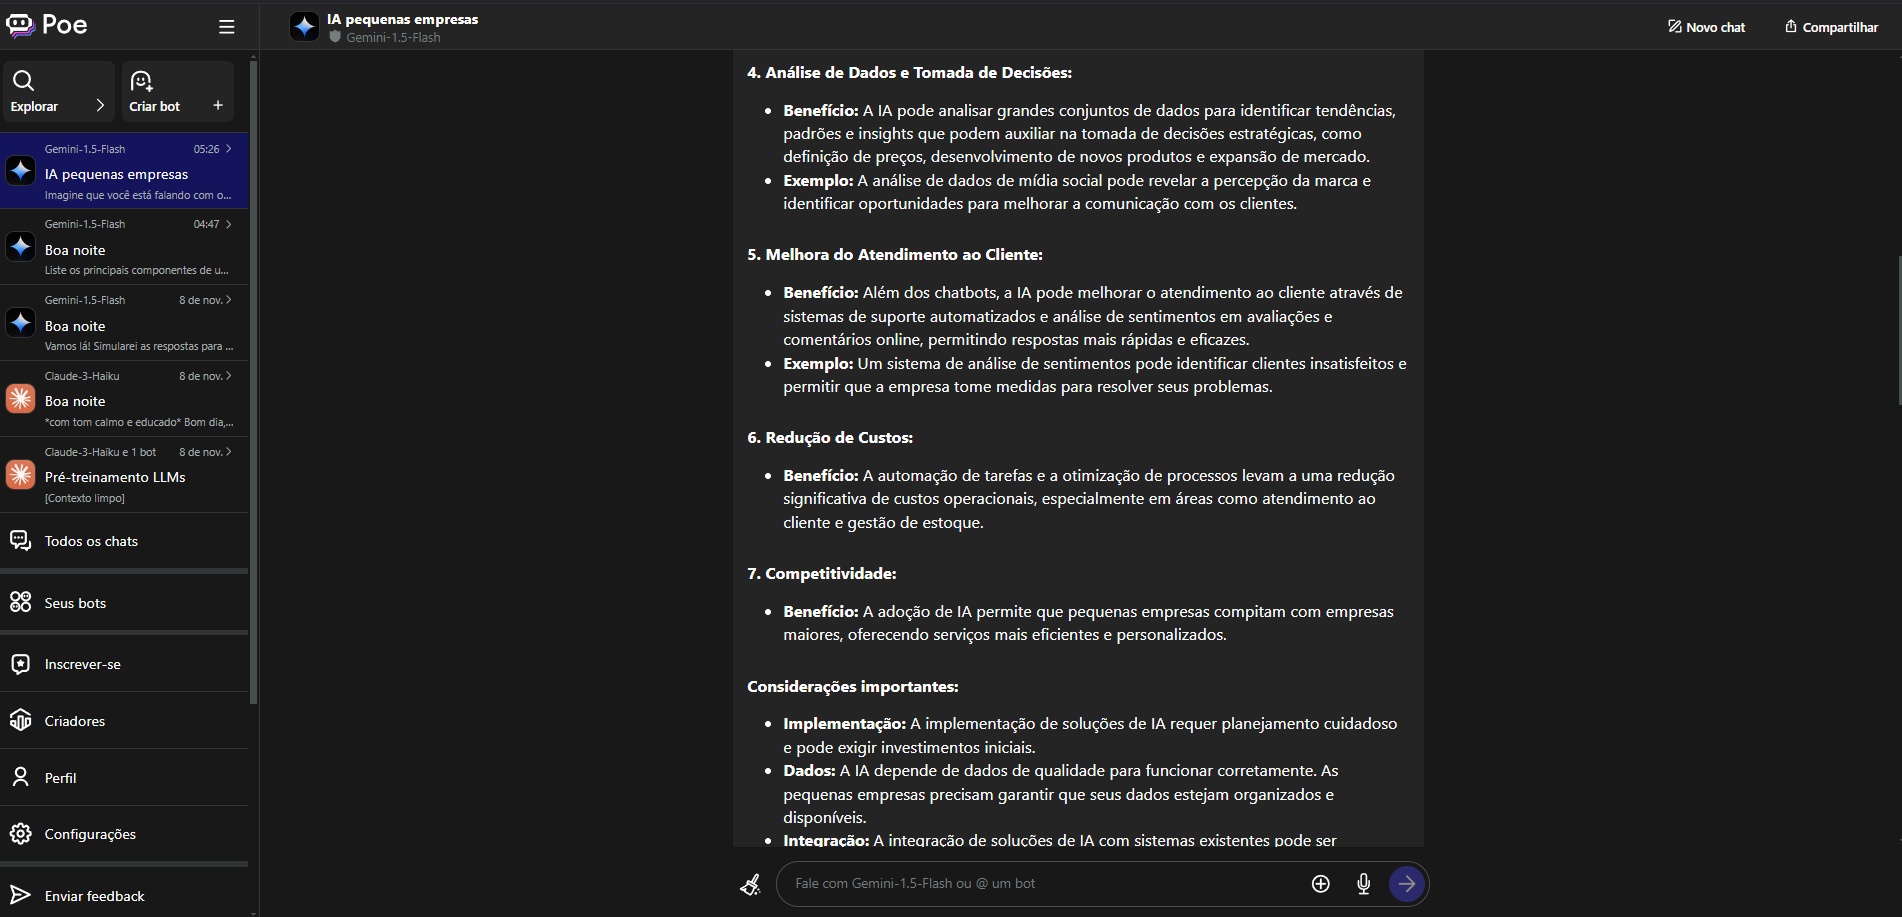 Poe
IA pequenas empresas
Gemini-1.5-Flash
Novo chat
Compartilhar
Explorar
Criar bot
Gemini-1.5-Flash 05:26
IA pequenas empresas
Imagine que você está falando com o...
Gemini-1.5-Flash 04:47
Boa noite
Liste os principais componentes de u...
Gemini-1.5-Flash 8 de nov.
Boa noite
Vamos lá! Simularei as respostas para ...
Claude-3-Haiku 8 de nov.
Boa noite
*com tom calmo e educado* Bom dia,...
Claude-3-Haiku e 1 bot 8 de nov.
Pré-treinamento LLMs
[Contexto limpo]
Todos os chats
Seus bots
Inscrever-se
Criadores
Perfil
Configurações
Enviar feedback
4. Análise de Dados e Tomada de Decisões:
• Benefício: A IA pode analisar grandes conjuntos de dados para identificar tendências,
padrões e insights que podem auxiliar na tomada de decisões estratégicas, como
definição de preços, desenvolvimento de novos produtos e expansão de mercado.
• Exemplo: A análise de dados de mídia social pode revelar a percepção da marca e
identificar oportunidades para melhorar a comunicação com os clientes.
5. Melhora do Atendimento ao Cliente:
• Benefício: Além dos chatbots, a IA pode melhorar o atendimento ao cliente através de
sistemas de suporte automatizados e análise de sentimentos em avaliações e
comentários online, permitindo respostas mais rápidas e eficazes.
• Exemplo: Um sistema de análise de sentimentos pode identificar clientes insatisfeitos e
permitir que a empresa tome medidas para resolver seus problemas.
6. Redução de Custos:
• Benefício: A automação de tarefas e a otimização de processos levam a uma redução
significativa de custos operacionais, especialmente em áreas como atendimento ao
cliente e gestão de estoque.
7. Competitividade:
• Benefício: A adoção de IA permite que pequenas empresas compitam com empresas
maiores, oferecendo serviços mais eficientes e personalizados.
Considerações importantes:
• Implementação: A implementação de soluções de IA requer planejamento cuidadoso
e pode exigir investimentos iniciais.
• Dados: A IA depende de dados de qualidade para funcionar corretamente. As
pequenas empresas precisam garantir que seus dados estejam organizados e
disponíveis.
• Integração: A integração de soluções de IA com sistemas existentes pode ser
Fale com Gemini-1.5-Flash ou @ um bot